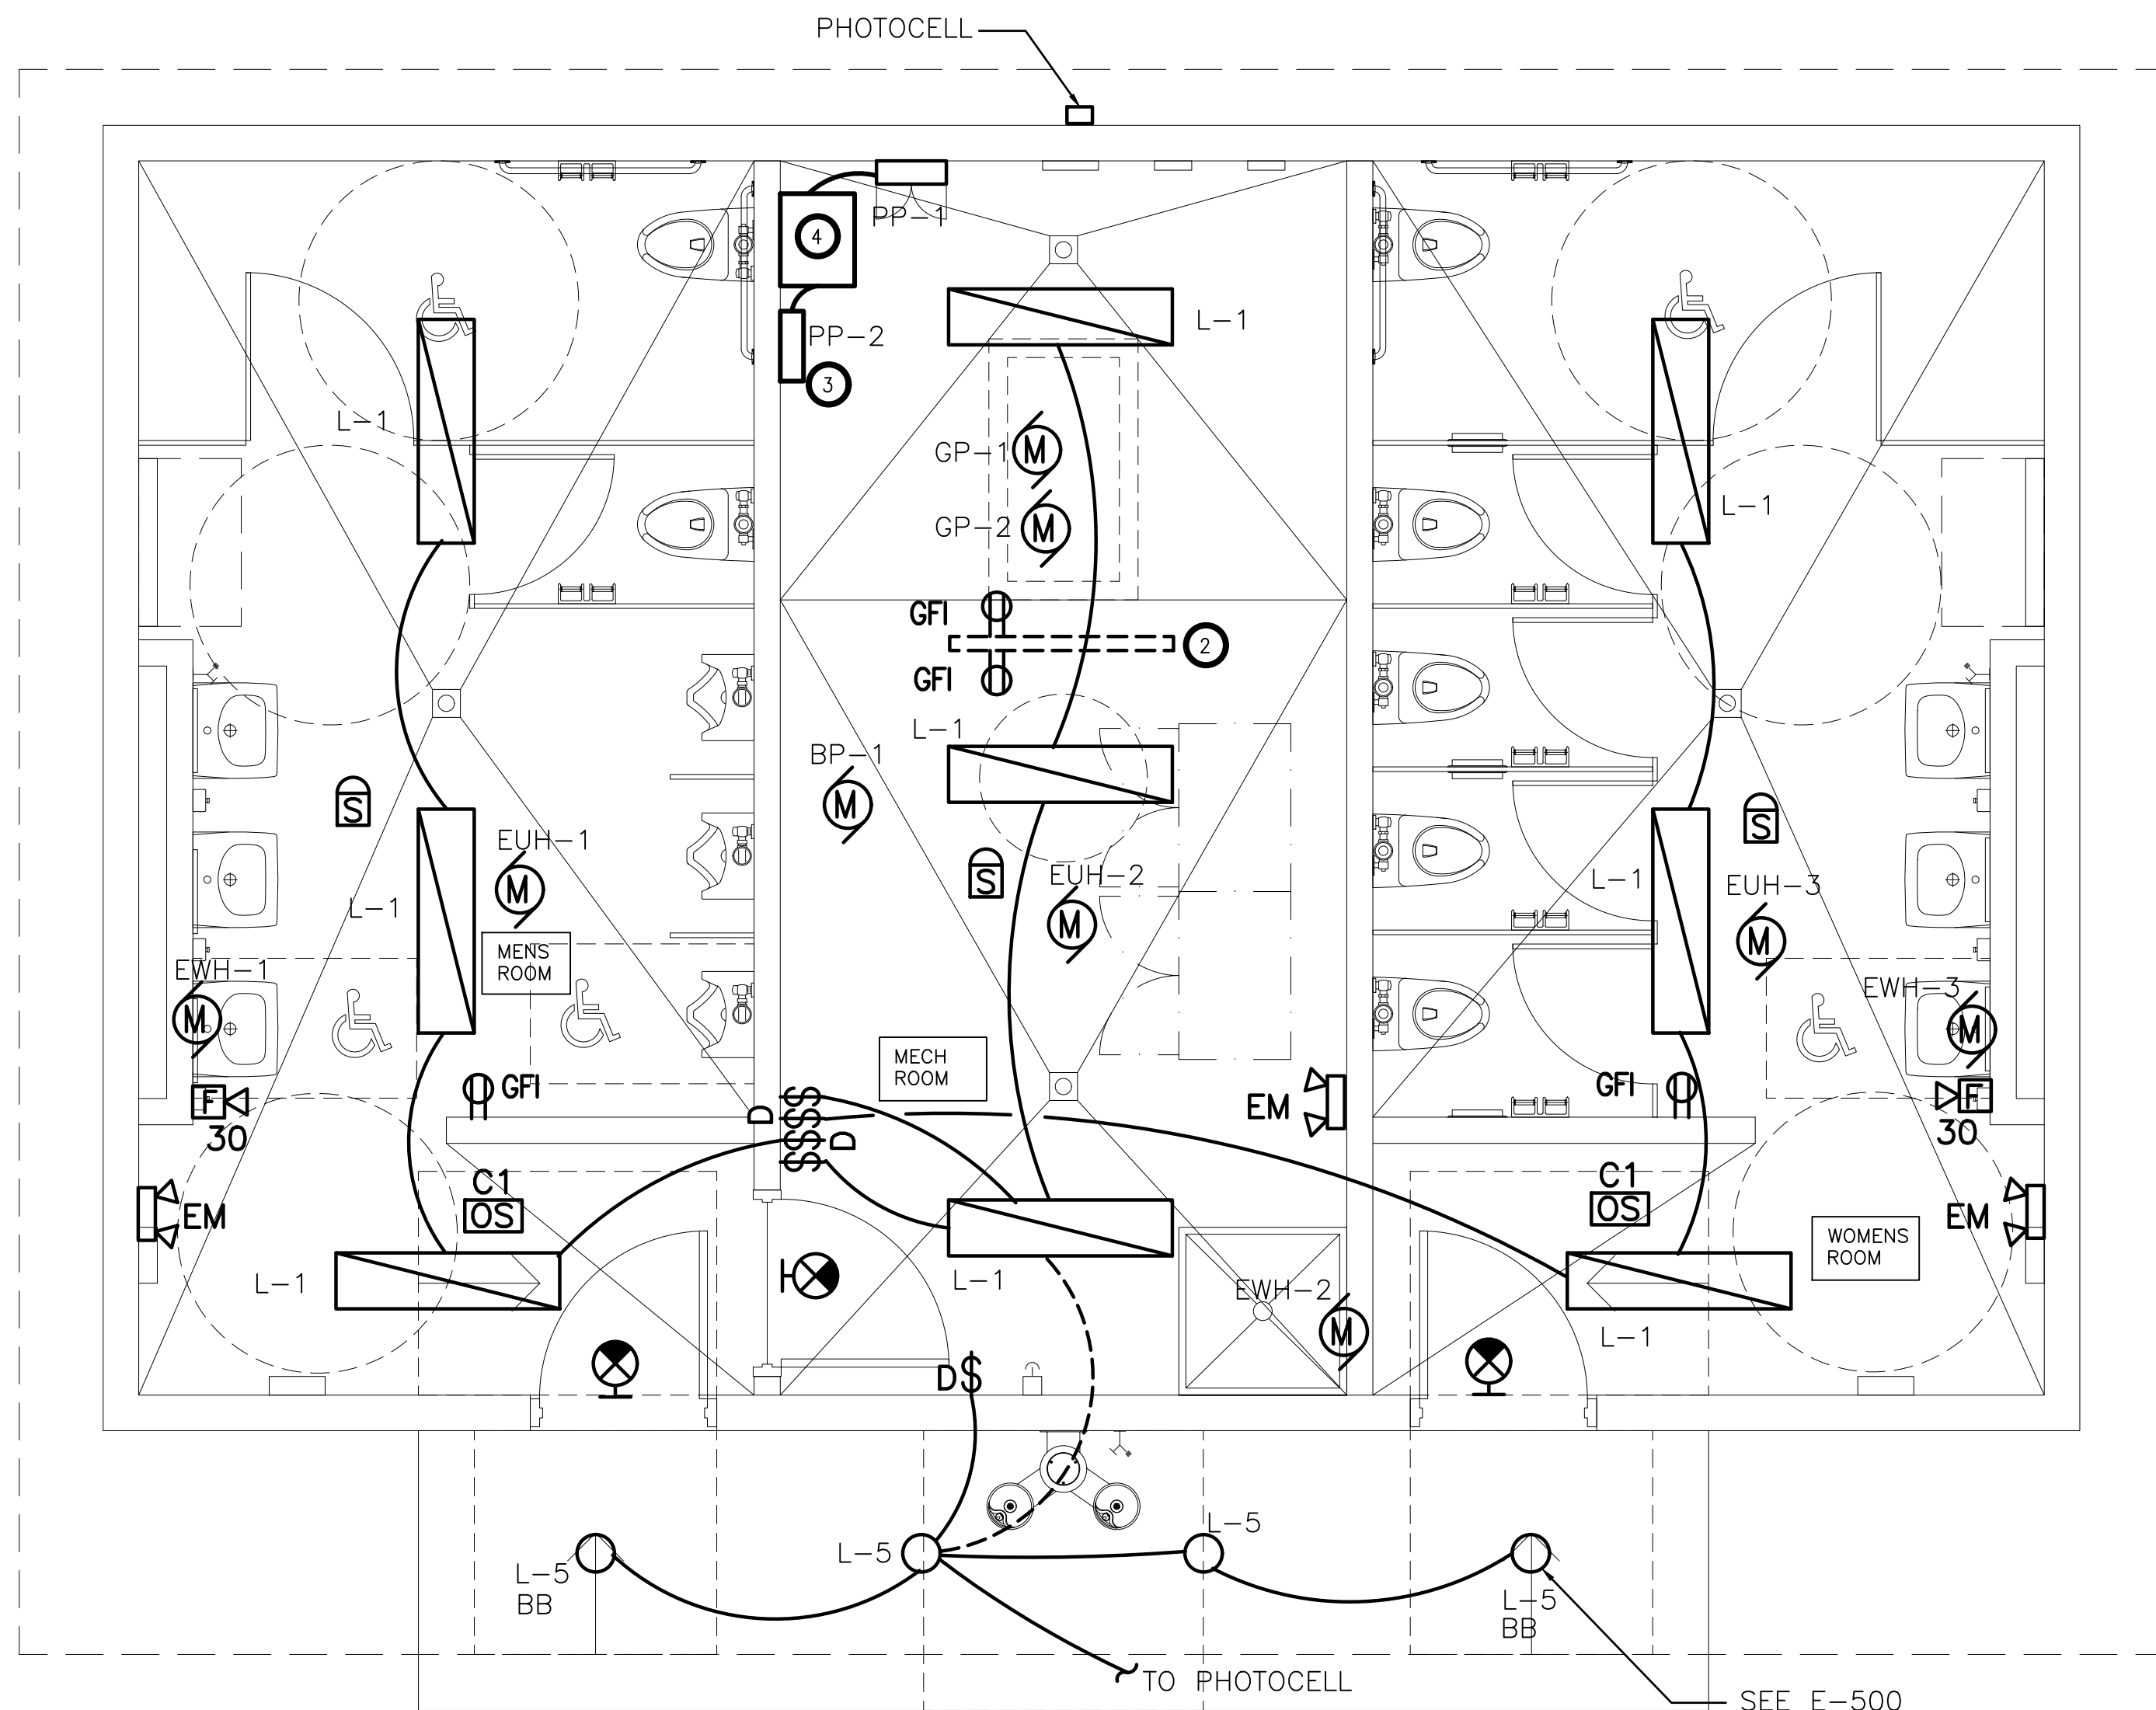 PHOTOCELL
4
PP-1
PP-2
3
L-1
L-1
L-1
GP-1
M
GP-2
M
GFI
2
GFI
L-1
L-1
BP-1
M
S
S
S
EUH-1
M
EUH-2
M
EUH-3
M
L-1
L-1
MENS
ROOM
EWH-1
M
EWH-3
M
MECH
ROOM
GFI
GFI
F
30
F
30
EM
D
$
$
$
$
D
C1
OS
C1
OS
EM
EM
WOMENS
ROOM
L-1
L-1
EWH-2
M
L-1
D$
L-5
BB
L-5
L-5
L-5
BB
TO PHOTOCELL
SEE E-500